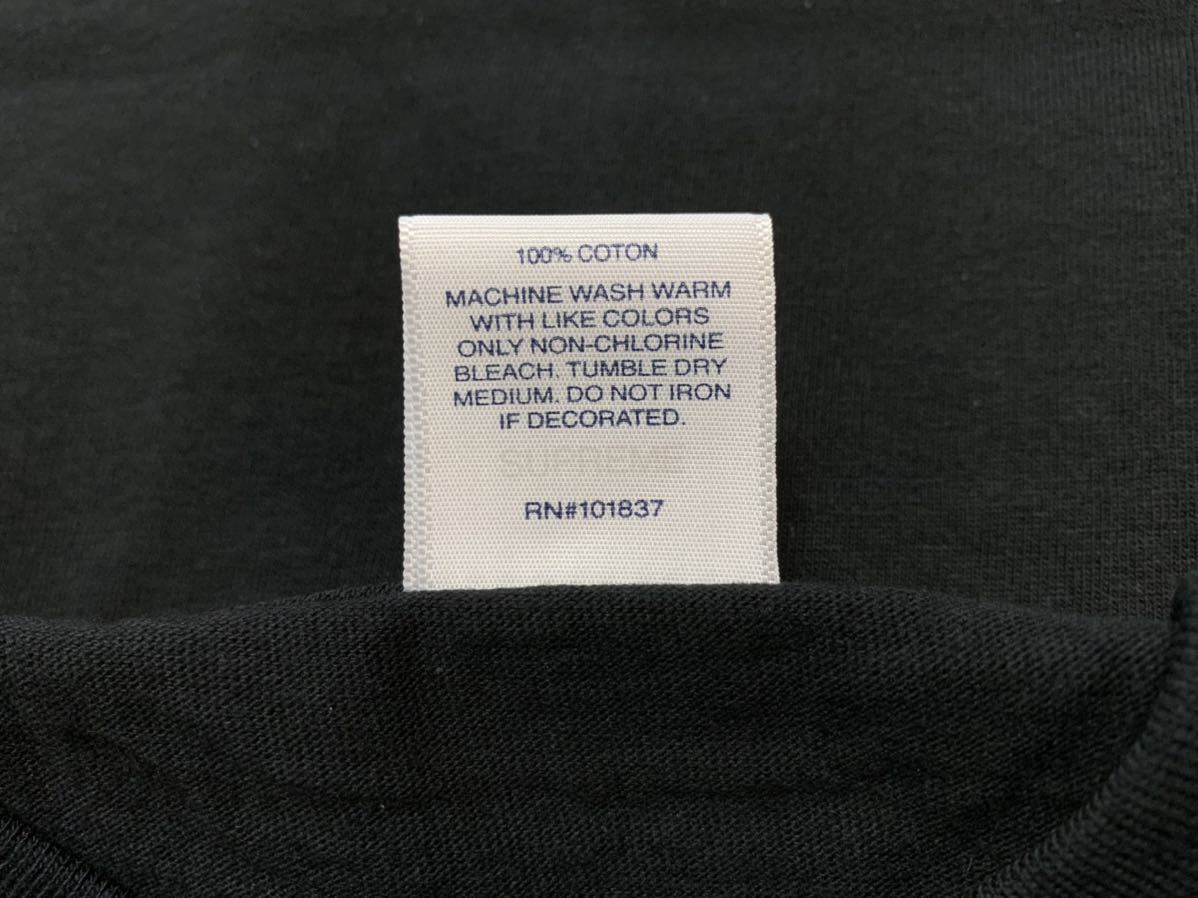 100% COTON
MACHINE WASH WARM
WITH LIKE COLORS
ONLY NON-CHLORINE
BLEACH. TUMBLE DRY
MEDIUM. DO NOT IRON
IF DECORATED.
SUPREME
RN#101837